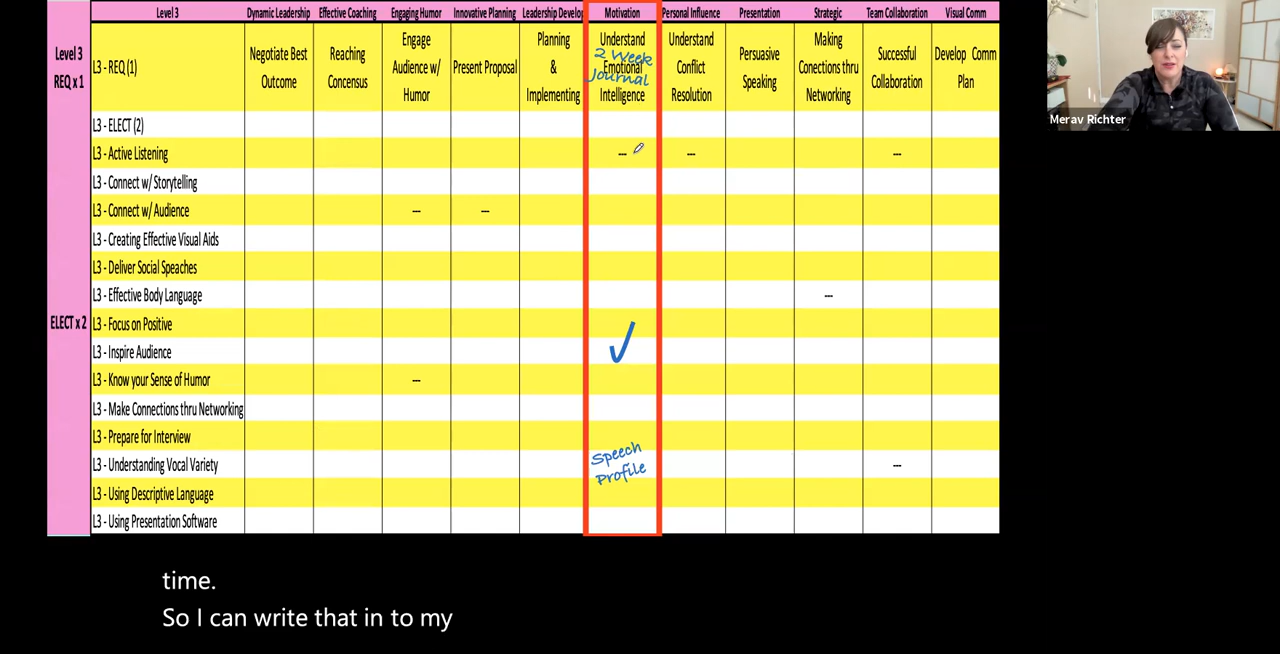 Level 3 Dynamic Leadership Effective Coaching Engaging Humor Innovative Planning Leadership Develop Motivation Personal Influence Presentation Strategic Team Collaboration Visual Comm
Level 3
REQ x 1
L3 - REQ (1)
Negotiate Best
Outcome
Reaching
Consensus
Engage
Audience w/
Humor
Present Proposal
Planning
&
Implementing
Understand
Emotional
Intelligence
2 Week
Journal
Understand
Conflict
Resolution
Persuasive
Speaking
Making
Conections thru
Networking
Successful
Collaboration
Develop Comm
Plan
ELECT x 2
L3 - ELECT (2)
L3 - Active Listening --- --- ---
L3 - Connect w/ Storytelling
L3 - Connect w/ Audience --- ---
L3 - Creating Effective Visual Aids
L3 - Deliver Social Speaches
L3 - Effective Body Language ---
L3 - Focus on Positive
L3 - Inspire Audience ✓
L3 - Know your Sense of Humor ---
L3 - Make Connections thru Networking
L3 - Prepare for Interview
L3 - Understanding Vocal Variety ---
Speech
Profile
L3 - Using Descriptive Language
L3 - Using Presentation Software
Merav Richter
time.
So I can write that in to my